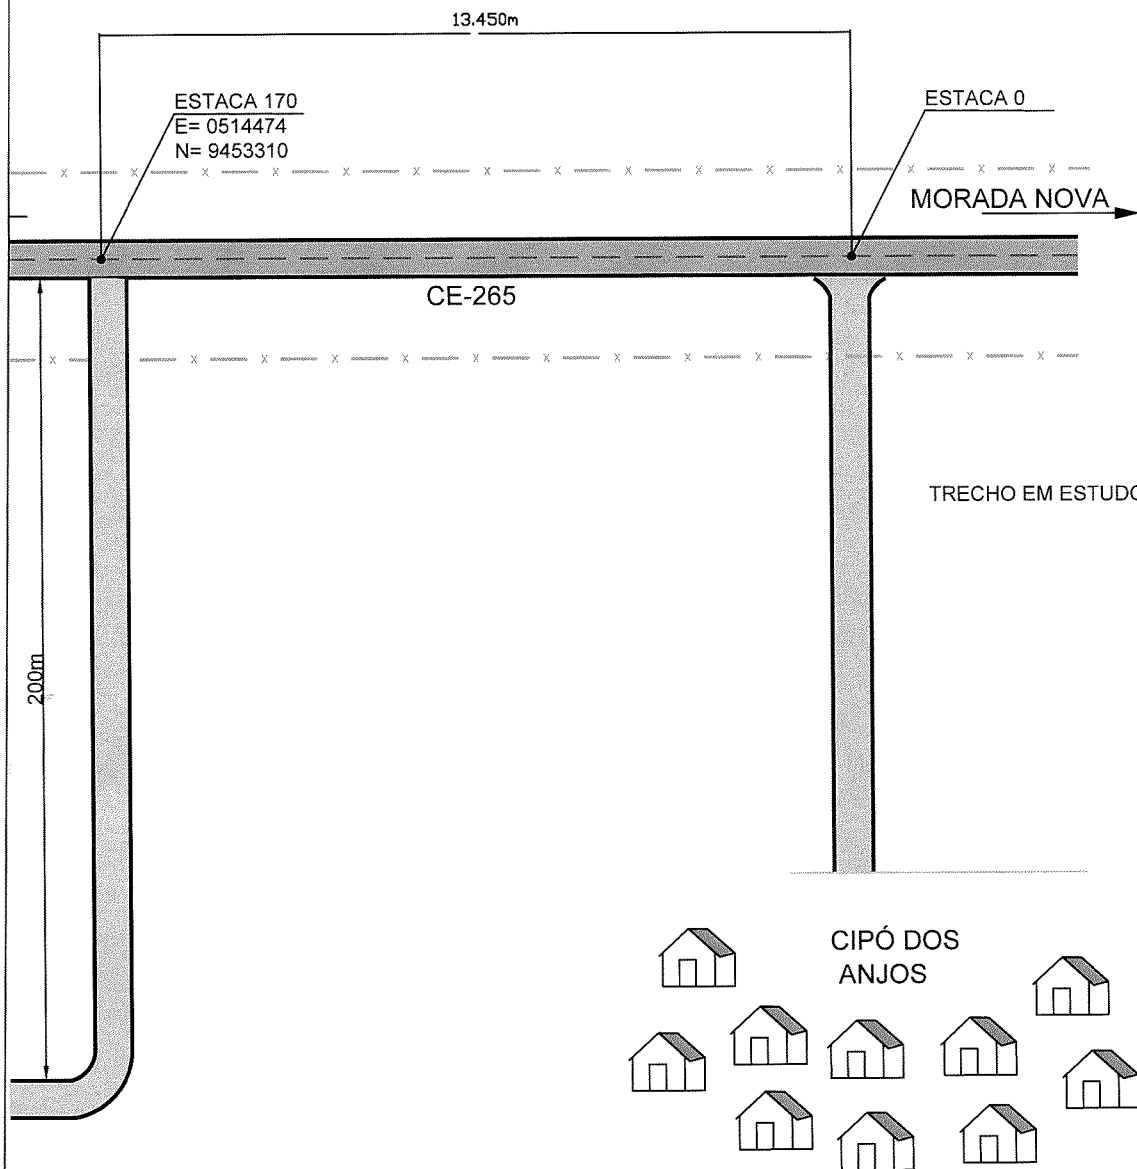 13.450m
ESTACA 170
E= 0514474
N= 9453310
ESTACA 0
MORADA NOVA
CE-265
TRECHO EM ESTUDO
200m
CIPÓ DOS
ANJOS